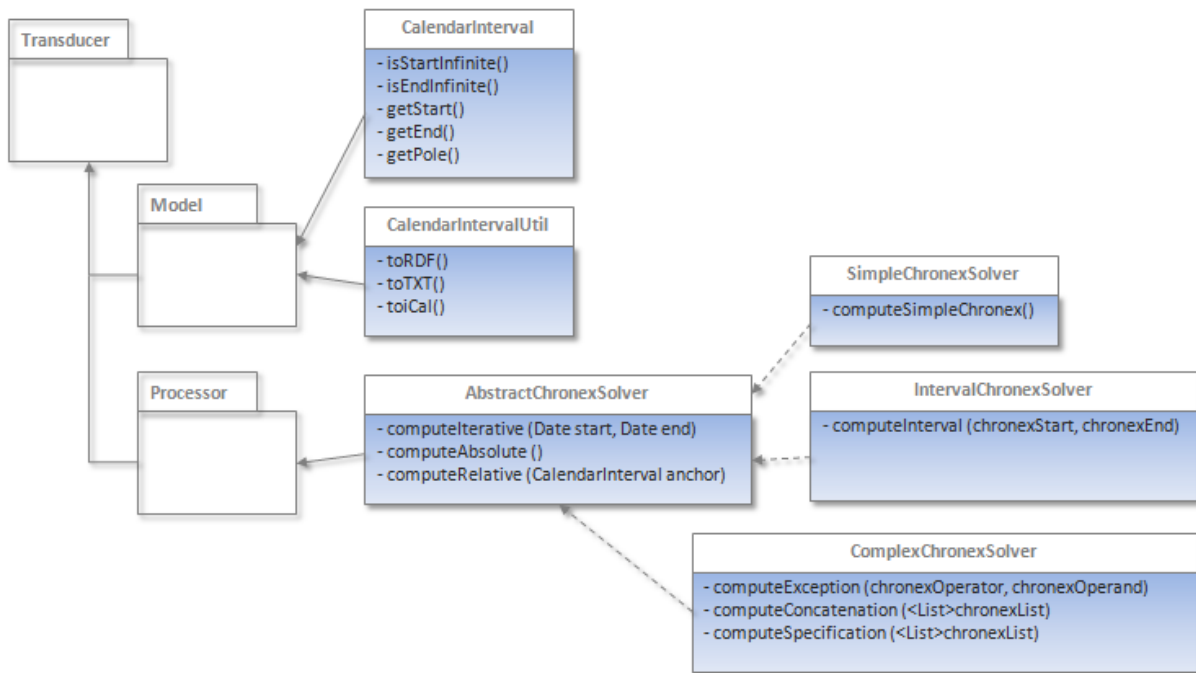 Transducer
CalendarInterval
- isStartInfinite()
- isEndInfinite()
- getStart()
- getEnd()
- getPole()
Model
CalendarIntervalUtil
- toRDF()
- toTXT()
- toiCal()
SimpleChronexSolver
- computeSimpleChronex()
Processor
AbstractChronexSolver
- computeIterative (Date start, Date end)
- computeAbsolute ()
- computeRelative (CalendarInterval anchor)
IntervalChronexSolver
- computeInterval (chronexStart, chronexEnd)
ComplexChronexSolver
- computeException (chronexOperator, chronexOperand)
- computeConcatenation (<List>chronexList)
- computeSpecification (<List>chronexList)